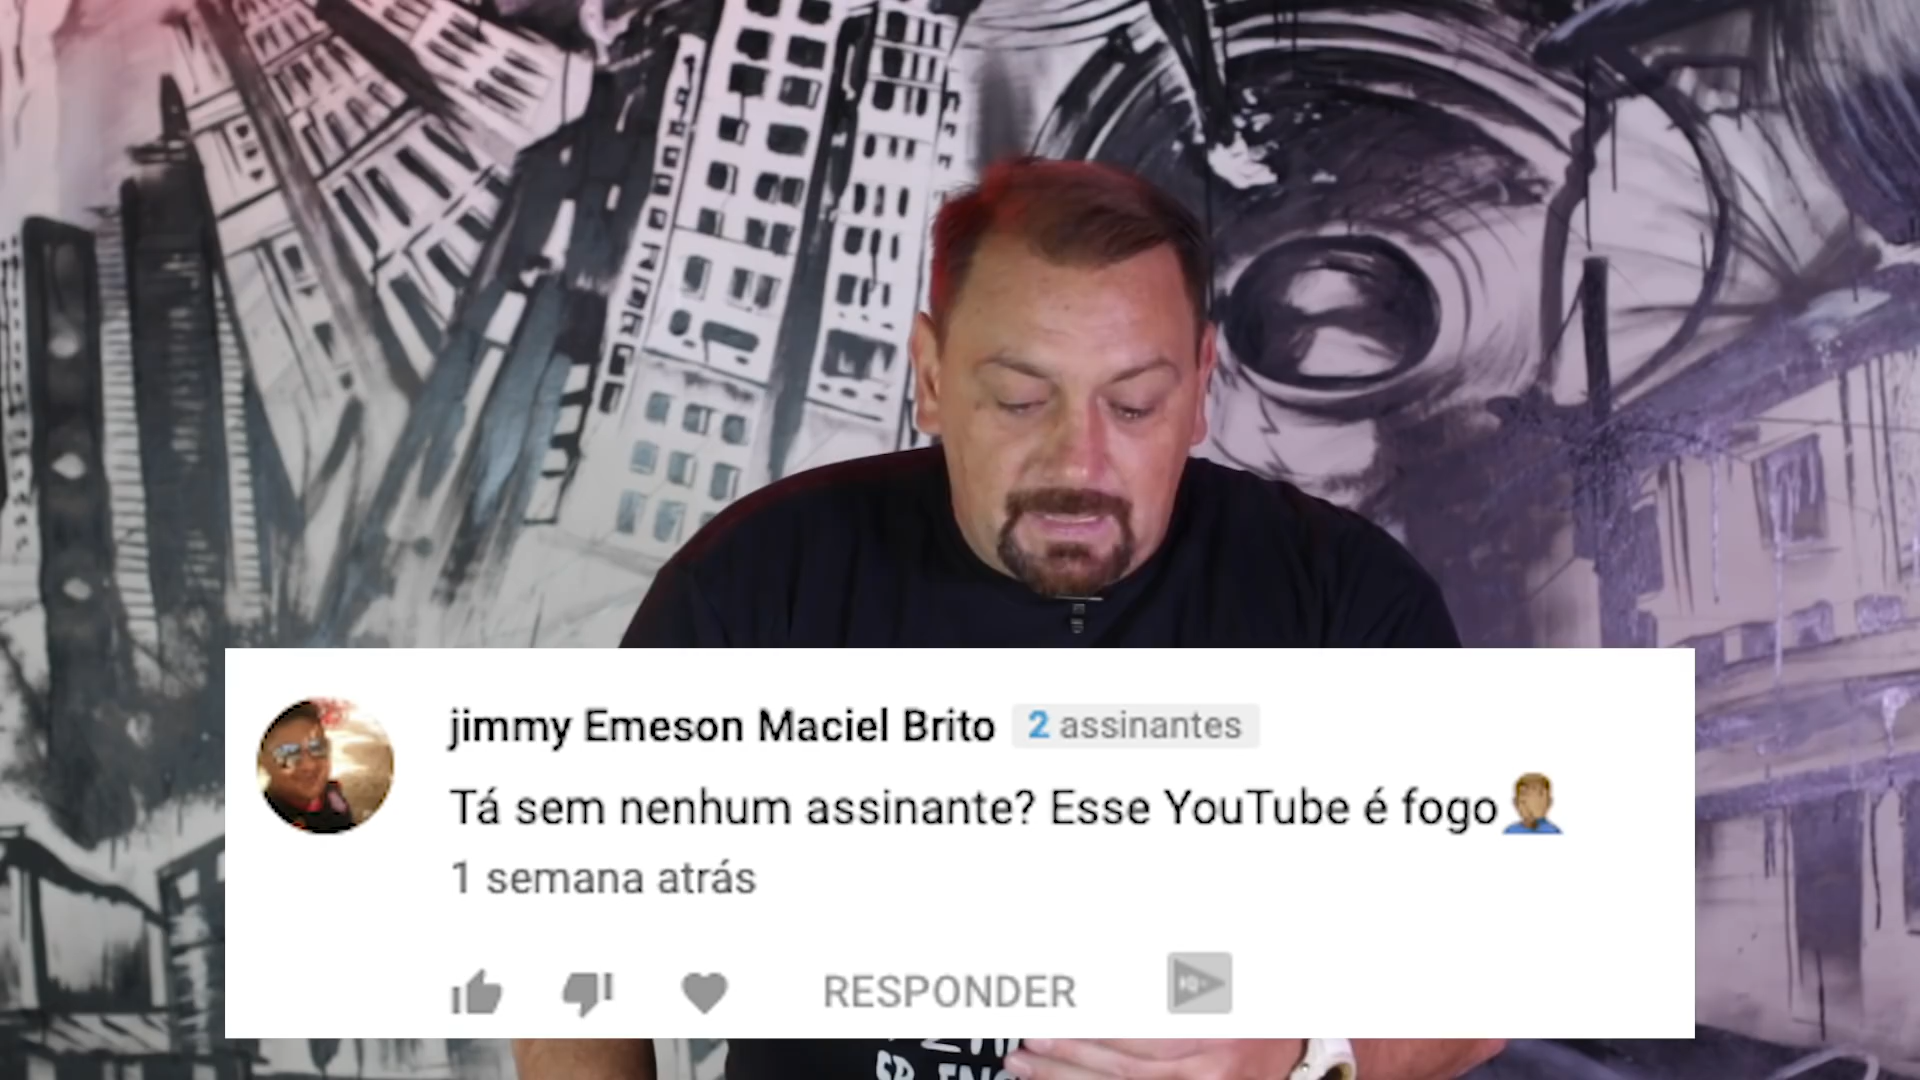 jimmy Emeson Maciel Brito 2 assinantes
Tá sem nenhum assinante? Esse YouTube é fogo🤦🏽‍♂️
1 semana atrás
RESPONDER